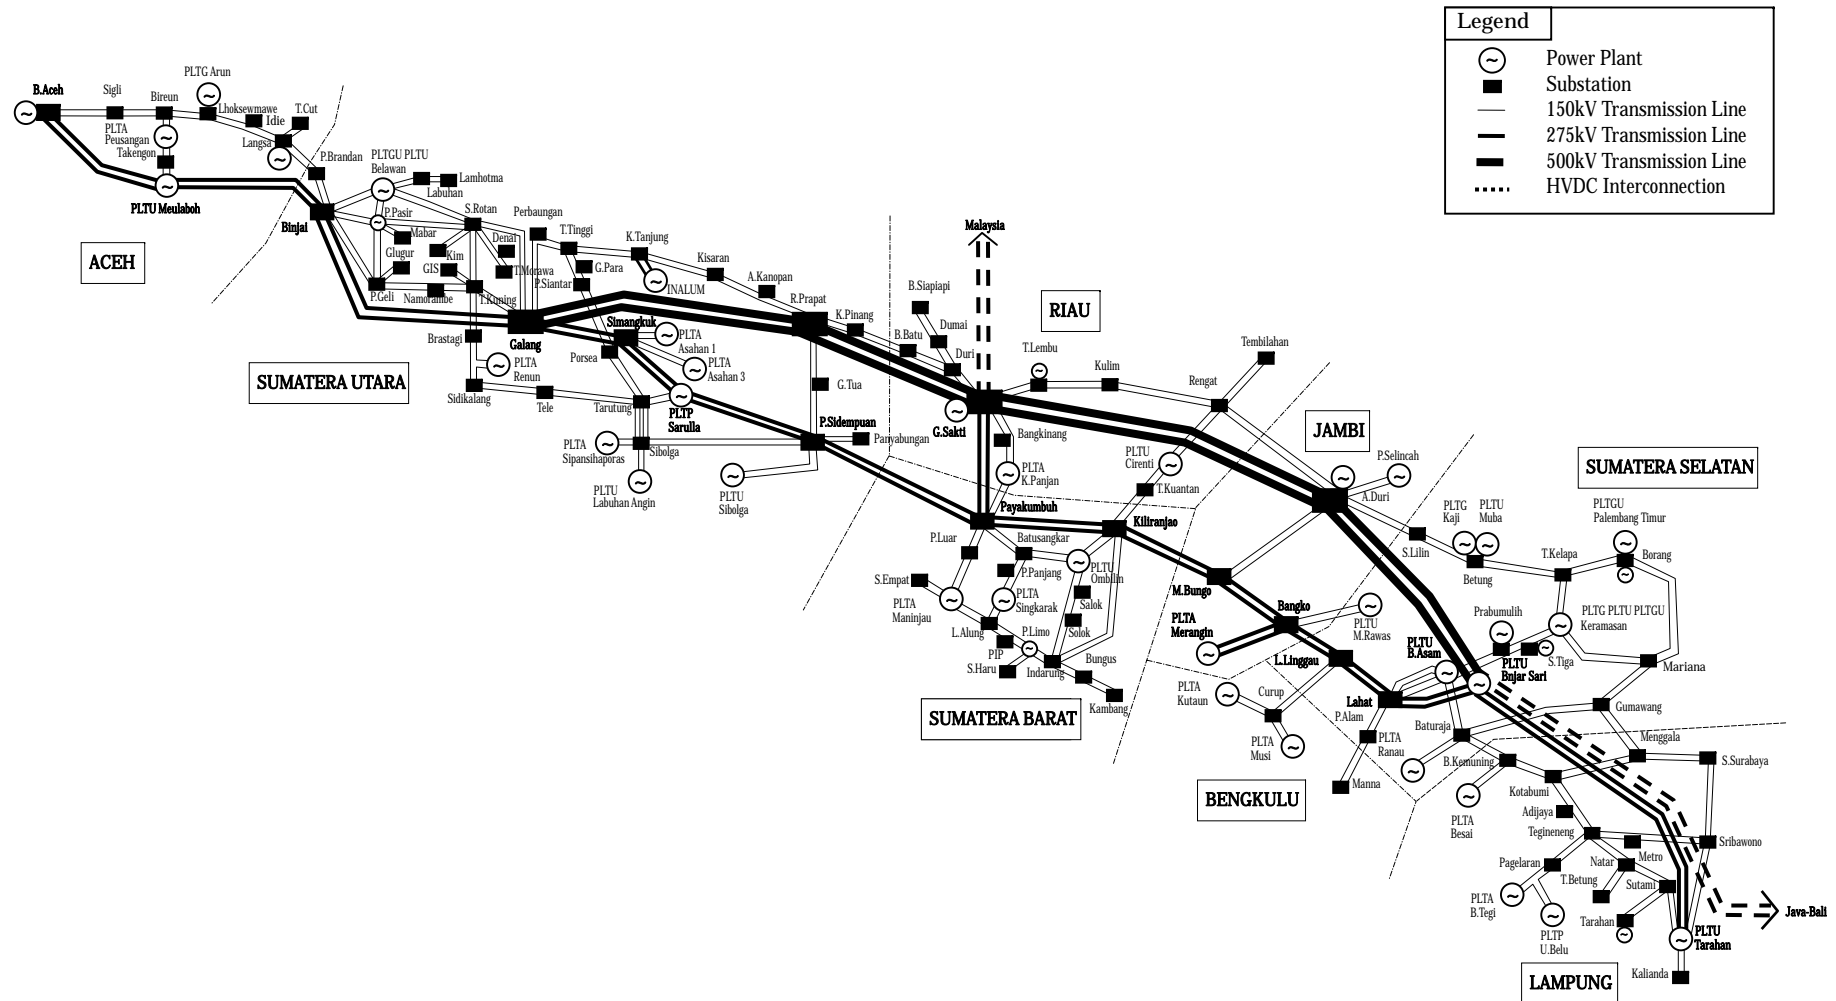 Legend
Power Plant
Substation
150kV Transmission Line
275kV Transmission Line
500kV Transmission Line
HVDC Interconnection
PLTG Arun
B.Aceh
Sigli
Bireun
Lhoksewmawe
Idie
T.Cut
PLTA
Peusangan
Takengon
Langsa
P.Brandan
PLTU Meulaboh
Binjai
ACEH
PLTGU PLTU
Belawan
Labuhan
Lamhotma
P.Pasir
Mabar
Glugur
P.Geli
S.Rotan
Kim
GIS
Denai
T.Morawa
Namorambe
T.Kuning
Perbaungan
T.Tinggi
G.Para
P.Siantar
K.Tanjung
INALUM
Kisaran
A.Kanopan
R.Prapat
K.Pinang
B.Batu
Brastagi
PLTA
Renun
Sidikalang
Tele
Galang
Simangkuk
PLTA
Asahan 1
PLTA
Asahan 3
Porsea
Tarutung
PLTP
Sarulla
G.Tua
P.Sidempuan
Panyabungan
PLTA
Sipansihaporas
Sibolga
PLTU
Labuhan Angin
PLTU
Sibolga
SUMATERA UTARA
Malaysia
RIAU
B.Siapiapi
Dumai
Duri
T.Lembu
Kulim
Rengat
Tembilahan
G.Sakti
Bangkinang
PLTA
K.Panjan
PLTU
Cirenti
T.Kuantan
JAMBI
P.Selincah
A.Duri
SUMATERA SELATAN
Payakumbuh
Kiliranjao
P.Luar
Batusangkar
P.Panjang
PLTU
Ombilin
S.Empat
PLTA
Maninjau
PLTA
Singkarak
Salok
Solok
L.Alung
PIP
P.Limo
S.Haru
Indarung
Bungus
Kambang
SUMATERA BARAT
M.Bungo
Bangko
PLTA
Merangin
PLTU
M.Rawas
L.Linggau
PLTA
Kutaun
Curup
PLTA
Musi
BENGKULU
Lahat
P.Alam
PLTA
Ranau
Manna
PLTU
B.Asam
PLTU
Bnjar Sari
S.Lilin
PLTG
Kaji
PLTU
Muba
Betung
PLTGU
Palembang Timur
T.Kelapa
Borang
Prabumulih
S.Tiga
PLTG PLTU PLTGU
Keramasan
Mariana
Gumawang
Baturaja
B.Kemuning
PLTA
Besai
Menggala
S.Surabaya
Kotabumi
Adijaya
Tegineneng
Sribawono
Metro
Pagelaran
Natar
T.Betung
Sutami
PLTA
B.Tegi
PLTP
U.Belu
Tarahan
PLTU
Tarahan
Kalianda
Java-Bali
LAMPUNG